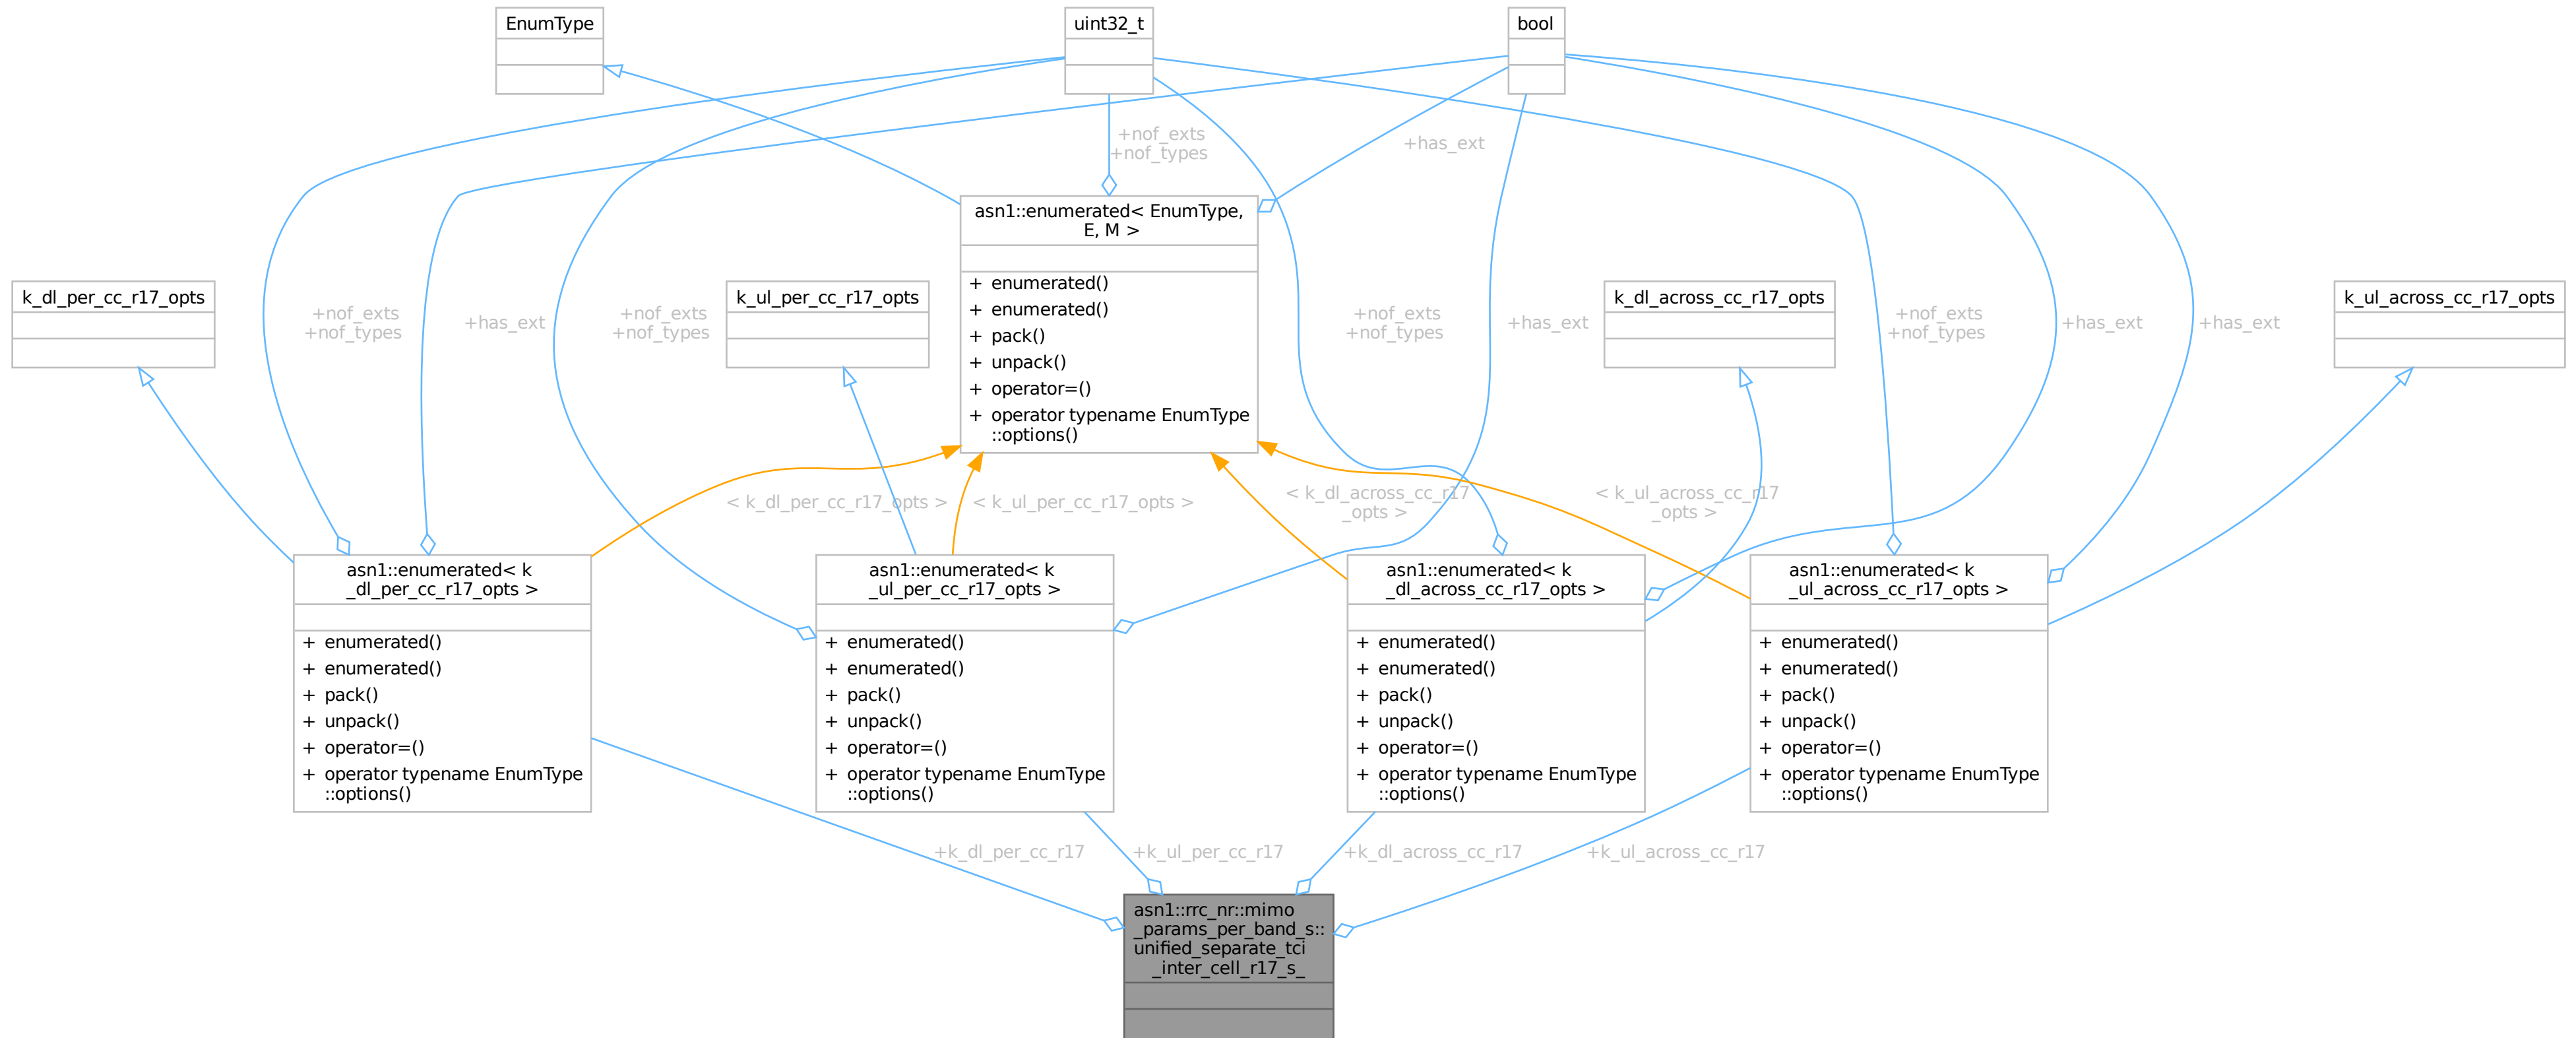 EnumType
uint32_t
bool
+nof_exts
+nof_types
+has_ext
asn1::enumerated< EnumType,
E, M >
+ enumerated()
+ enumerated()
+ pack()
+ unpack()
+ operator=()
+ operator typename EnumType
::options()
k_dl_per_cc_r17_opts
k_ul_per_cc_r17_opts
k_dl_across_cc_r17_opts
k_ul_across_cc_r17_opts
+nof_exts
+nof_types
+has_ext
+nof_exts
+nof_types
+nof_exts
+nof_types
+has_ext
+nof_exts
+nof_types
+has_ext
+has_ext
< k_dl_per_cc_r17_opts >
< k_ul_per_cc_r17_opts >
< k_dl_across_cc_r17
_opts >
< k_ul_across_cc_r17
_opts >
asn1::enumerated< k
_dl_per_cc_r17_opts >
+ enumerated()
+ enumerated()
+ pack()
+ unpack()
+ operator=()
+ operator typename EnumType
::options()
asn1::enumerated< k
_ul_per_cc_r17_opts >
+ enumerated()
+ enumerated()
+ pack()
+ unpack()
+ operator=()
+ operator typename EnumType
::options()
asn1::enumerated< k
_dl_across_cc_r17_opts >
+ enumerated()
+ enumerated()
+ pack()
+ unpack()
+ operator=()
+ operator typename EnumType
::options()
asn1::enumerated< k
_ul_across_cc_r17_opts >
+ enumerated()
+ enumerated()
+ pack()
+ unpack()
+ operator=()
+ operator typename EnumType
::options()
+k_dl_per_cc_r17
+k_ul_per_cc_r17
+k_dl_across_cc_r17
+k_ul_across_cc_r17
asn1::rrc_nr::mimo
_params_per_band_s::
unified_separate_tci
_inter_cell_r17_s_